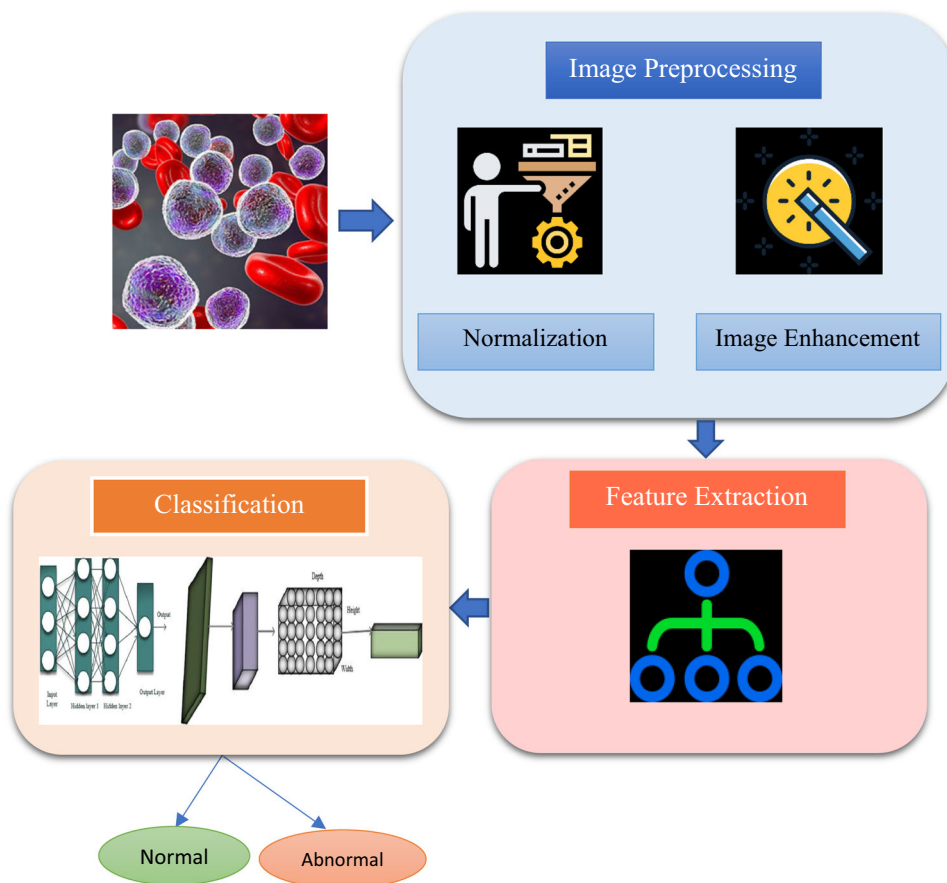 Image Preprocessing
Normalization
Image Enhancement
Feature Extraction
Classification
Depth
Height
Width
Output
Input
Layer
Hidden layer 1
Hidden layer 2
Output Layer
Normal
Abnormal